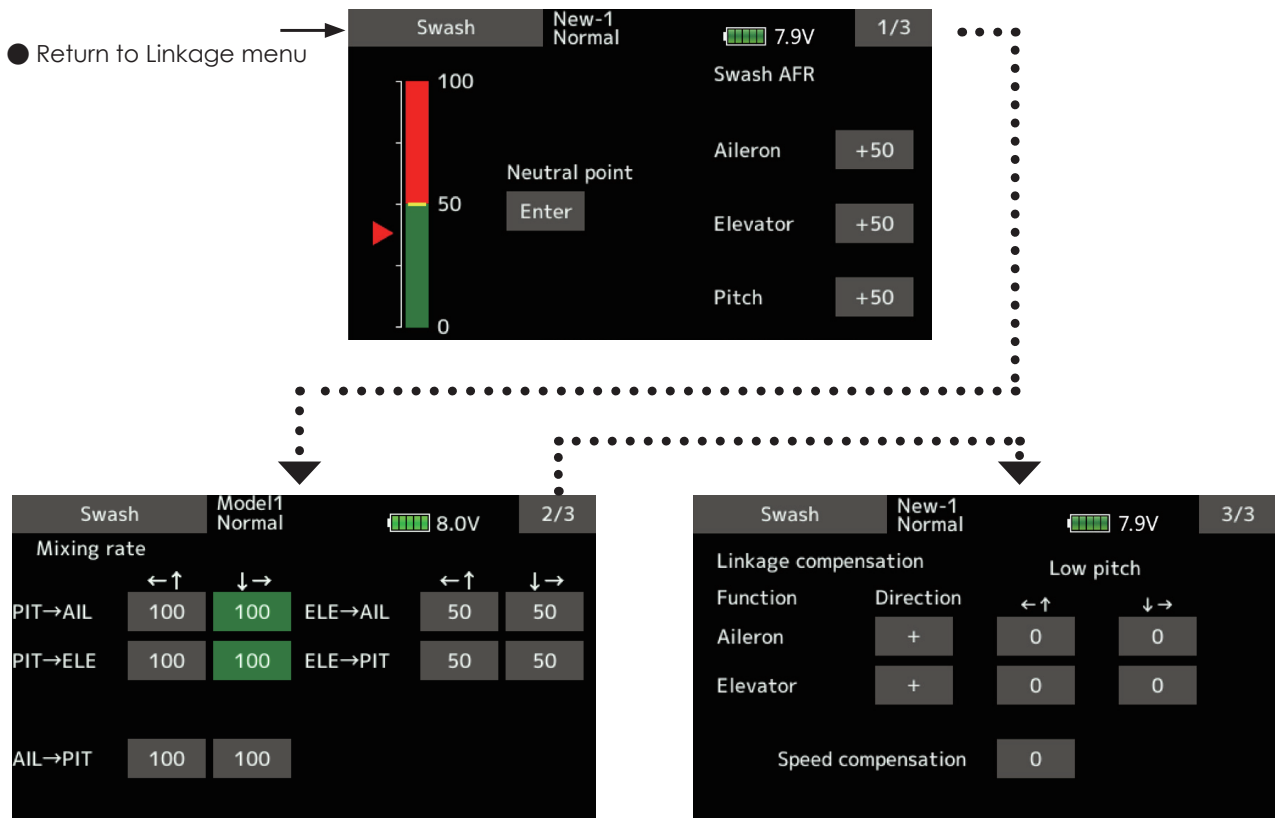 ● Return to Linkage menu
Swash New-1 Normal 7.9V 1/3
100
50
0
Neutral point
Enter
Swash AFR
Aileron +50
Elevator +50
Pitch +50
Swash Model1 Normal 8.0V 2/3
Mixing rate
←↑ ↓→ ←↑ ↓→
PIT→AIL 100 100 ELE→AIL 50 50
PIT→ELE 100 100 ELE→PIT 50 50
AIL→PIT 100 100
Swash New-1 Normal 7.9V 3/3
Linkage compensation Low pitch
Function Direction ←↑ ↓→
Aileron + 0 0
Elevator + 0 0
Speed compensation 0